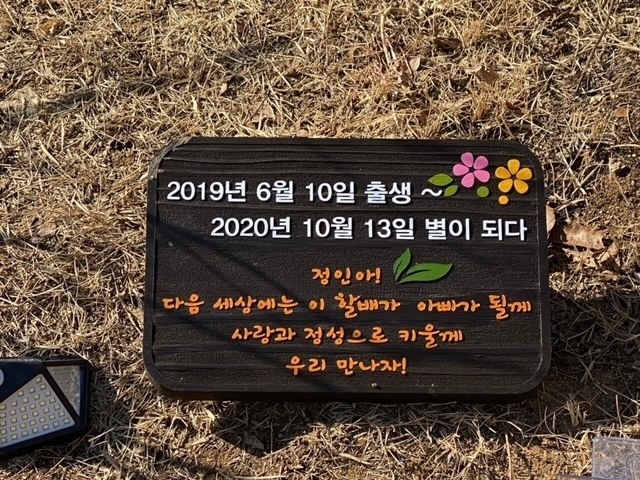 2019년 6월 10일 출생 ~
2020년 10월 13일 별이 되다
정인아!
다음 세상에는 이 할배가 아빠가 될께
사랑과 정성으로 키울께
우리 만나자!